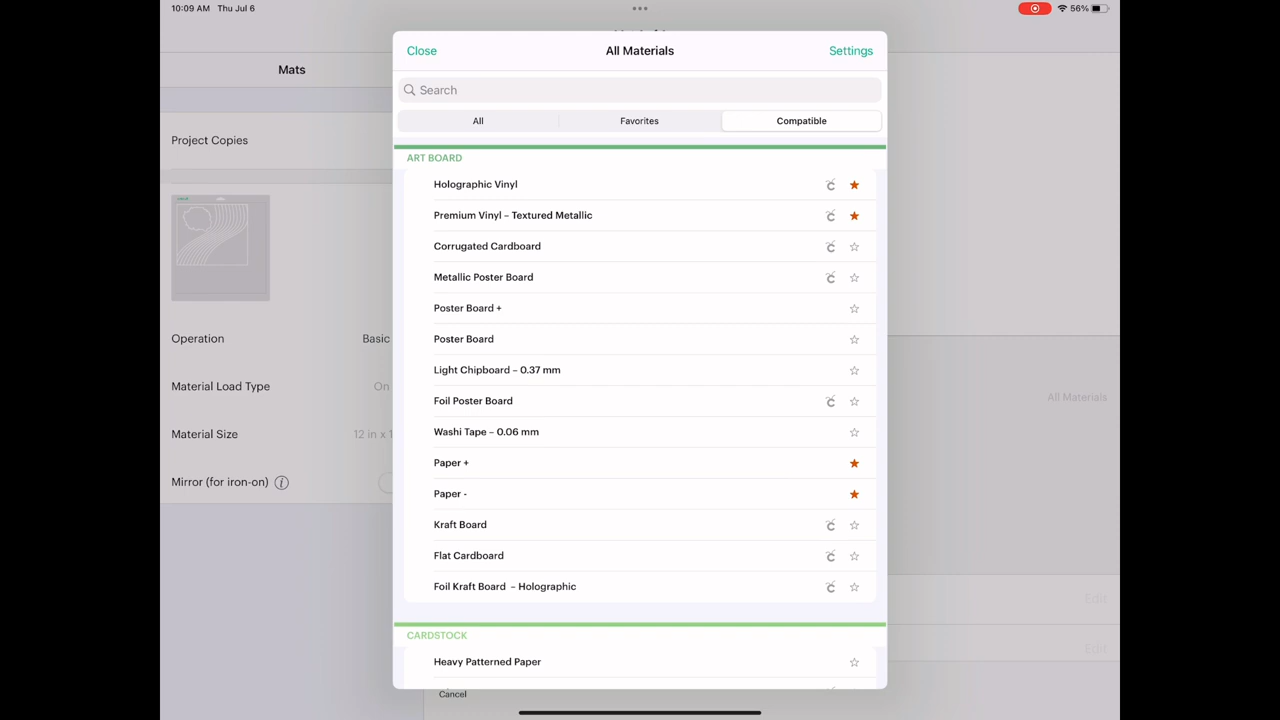 10:09 AM Thu Jul 6
56%
Close
All Materials
Settings
Mats
Search
All
Favorites
Compatible
Project Copies
ART BOARD
Holographic Vinyl
Premium Vinyl – Textured Metallic
Corrugated Cardboard
Metallic Poster Board
Poster Board +
Operation
Basic
Poster Board
Light Chipboard – 0.37 mm
Material Load Type
On
All Materials
Foil Poster Board
Material Size
12 in x 1
Washi Tape – 0.06 mm
Paper +
Mirror (for iron-on)
Paper -
Kraft Board
Flat Cardboard
Foil Kraft Board – Holographic
Edit
CARDSTOCK
Edit
Heavy Patterned Paper
Cancel